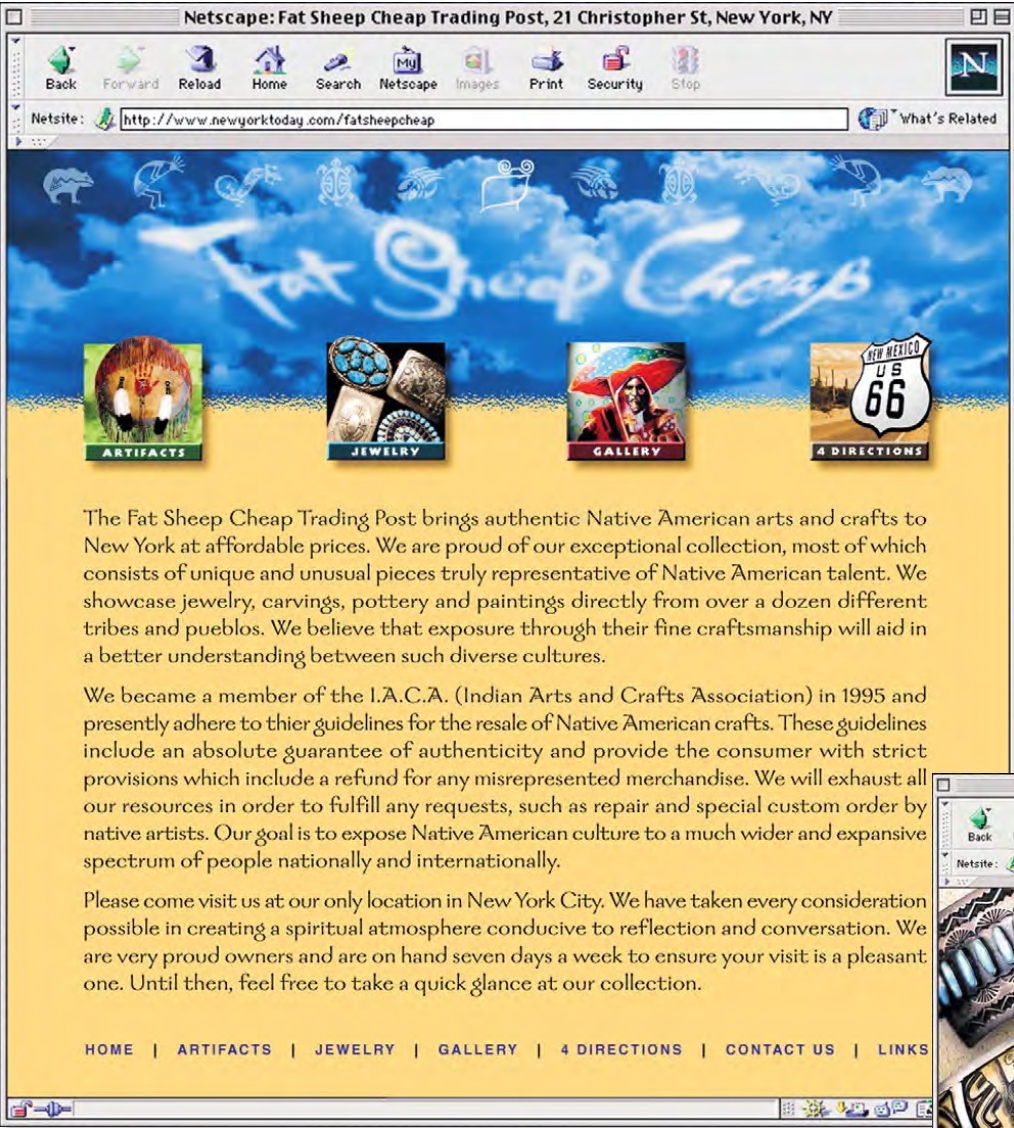 Netscape: Fat Sheep Cheap Trading Post, 21 Christopher St, New York, NY
Back Forward Reload Home Search Netscape Images Print Security Stop
My
N
Netsite: http://www.newyorktoday.com/fatsheepcheap What's Related
Fat Sheep Cheap
NEW MEXICO
US
66
ARTIFACTS JEWELRY GALLERY 4 DIRECTIONS
The Fat Sheep Cheap Trading Post brings authentic Native American arts and crafts to
New York at affordable prices. We are proud of our exceptional collection, most of which
consists of unique and unusual pieces truly representative of Native American talent. We
showcase jewelry, carvings, pottery and paintings directly from over a dozen different
tribes and pueblos. We believe that exposure through their fine craftsmanship will aid in
a better understanding between such diverse cultures.
We became a member of the I.A.C.A. (Indian Arts and Crafts Association) in 1995 and
presently adhere to thier guidelines for the resale of Native American crafts. These guidelines
include an absolute guarantee of authenticity and provide the consumer with strict
provisions which include a refund for any misrepresented merchandise. We will exhaust all
our resources in order to fulfill any requests, such as repair and special custom order by
native artists. Our goal is to expose Native American culture to a much wider and expansive
spectrum of people nationally and internationally.
Please come visit us at our only location in New York City. We have taken every consideration
possible in creating a spiritual atmosphere conducive to reflection and conversation. We
are very proud owners and are on hand seven days a week to ensure your visit is a pleasant
one. Until then, feel free to take a quick glance at our collection.
HOME | ARTIFACTS | JEWELRY | GALLERY | 4 DIRECTIONS | CONTACT US | LINKS
Back
Netsite: